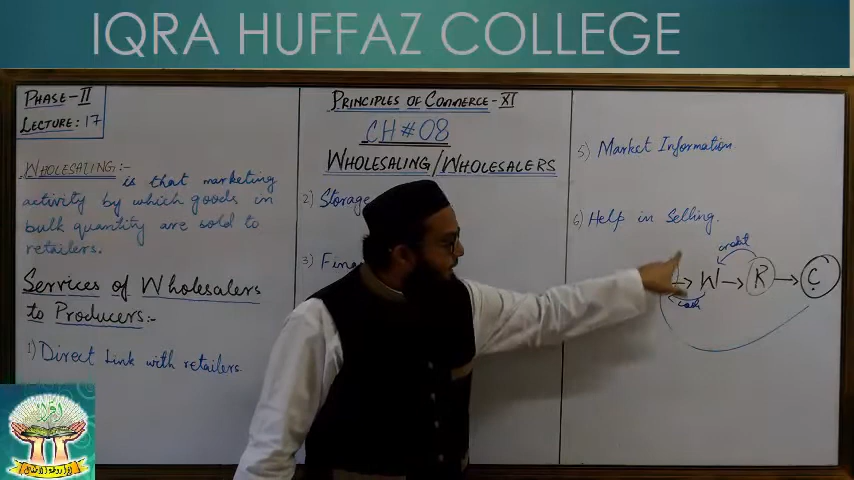 IQRA HUFFAZ COLLEGE
PHASE-II
LECTURE: 17
WHOLESALING:-
is that marketing
activity by which goods in
bulk quantity are sold to
retailers.
Services of Wholesalers
to Producers:-
1) Direct Link with retailers.
PRINCIPLES OF COMMERCE-XI
CH#08
WHOLESALING/WHOLESALERS
2) Storage
3)
5) Market Information.
6) Help in Selling.
credit
W R C
cash